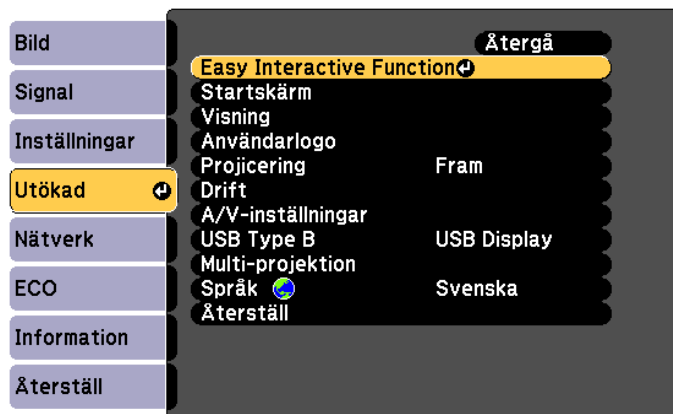 Bild
Signal
Inställningar
Utökad
Nätverk
ECO
Information
Återställ
Återgå
Easy Interactive Function
Startskärm
Visning
Användarlogo
Projicering Fram
Drift
A/V-inställningar
USB Type B USB Display
Multi-projektion
Språk Svenska
Återställ